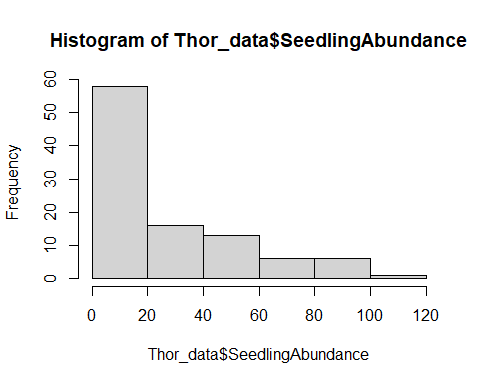 Histogram of Thor_data$SeedlingAbundance
Frequency
60
50
40
30
20
10
0
0 20 40 60 80 100 120
Thor_data$SeedlingAbundance